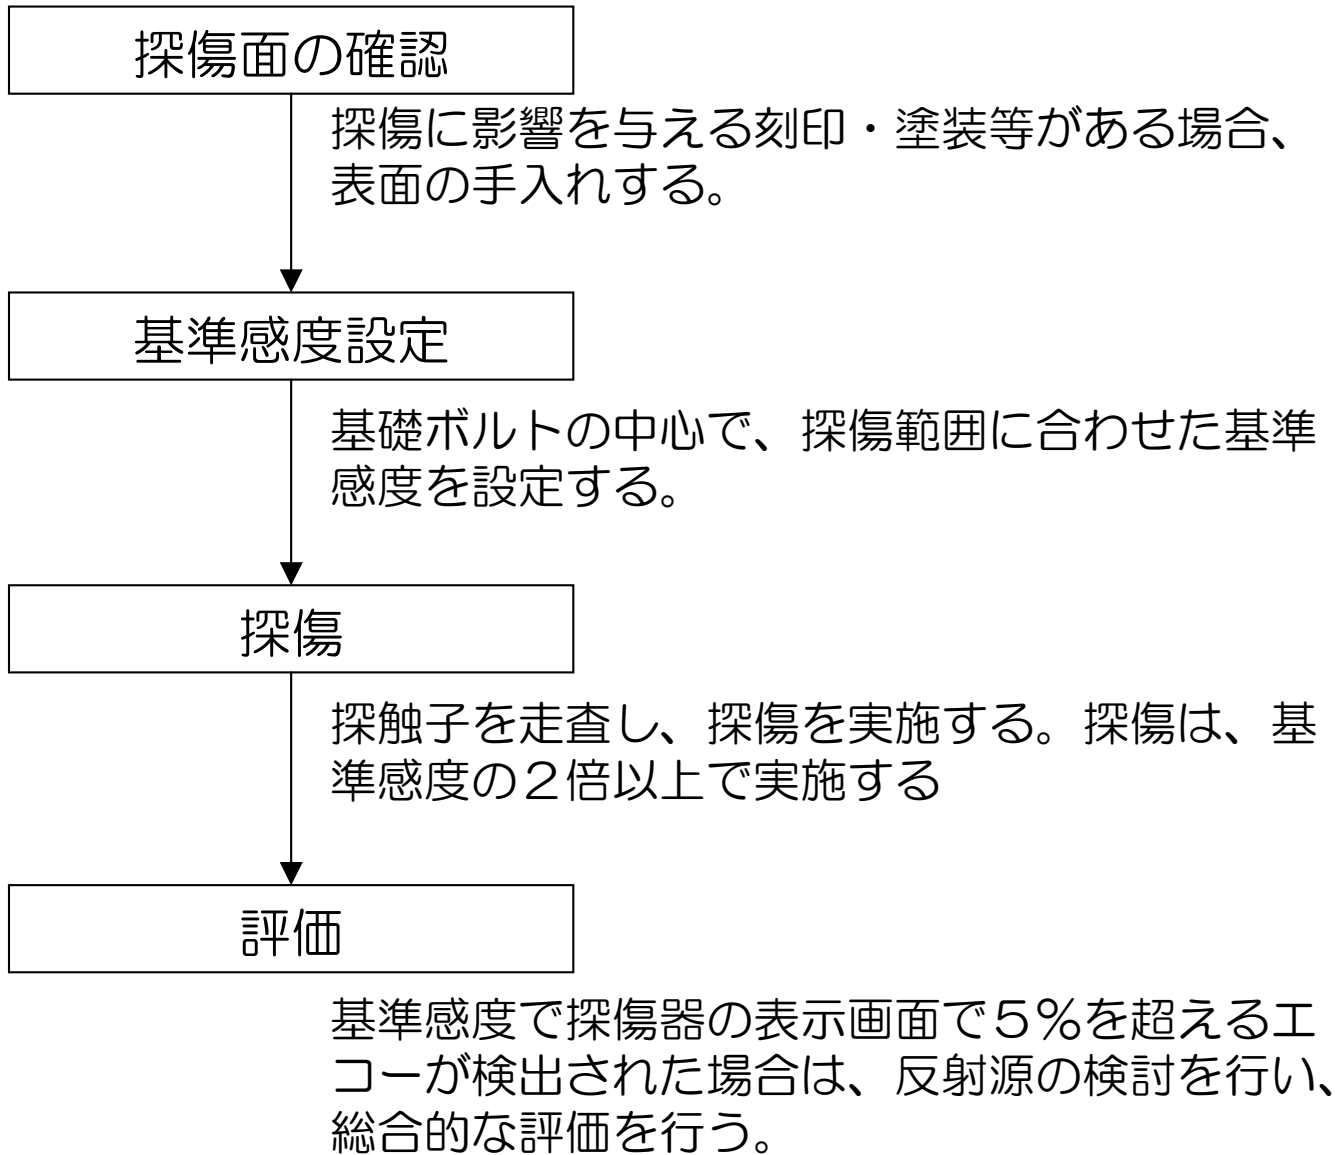 探傷面の確認
探傷に影響を与える刻印・塗装等がある場合、
表面の手入れする。
基準感度設定
基礎ボルトの中心で、探傷範囲に合わせた基準
感度を設定する。
探傷
探触子を走査し、探傷を実施する。探傷は、基
準感度の２倍以上で実施する
評価
基準感度で探傷器の表示画面で５％を超えるエ
コーが検出された場合は、反射源の検討を行い、
総合的な評価を行う。